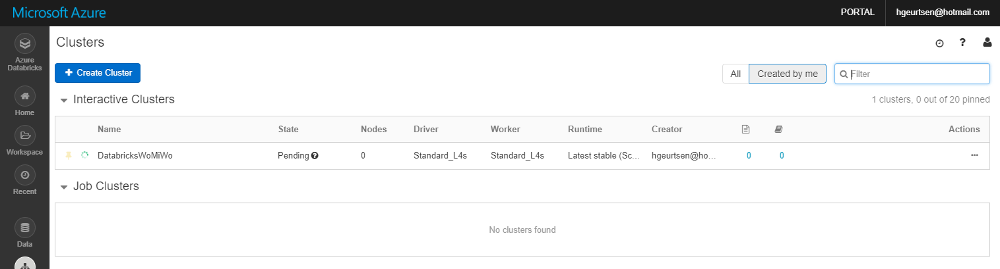 Microsoft Azure
PORTAL hgeurtsen@hotmail.com
Azure
Databricks
Home
Workspace
Recent
Data
Clusters
?
+ Create Cluster
All Created by me Filter
Interactive Clusters
1 clusters, 0 out of 20 pinned
Name State Nodes Driver Worker Runtime Creator Actions
DatabricksWoMiWo Pending ? 0 Standard_L4s Standard_L4s Latest stable (Sc... hgeurtsen@ho... 0 0 ...
Job Clusters
No clusters found